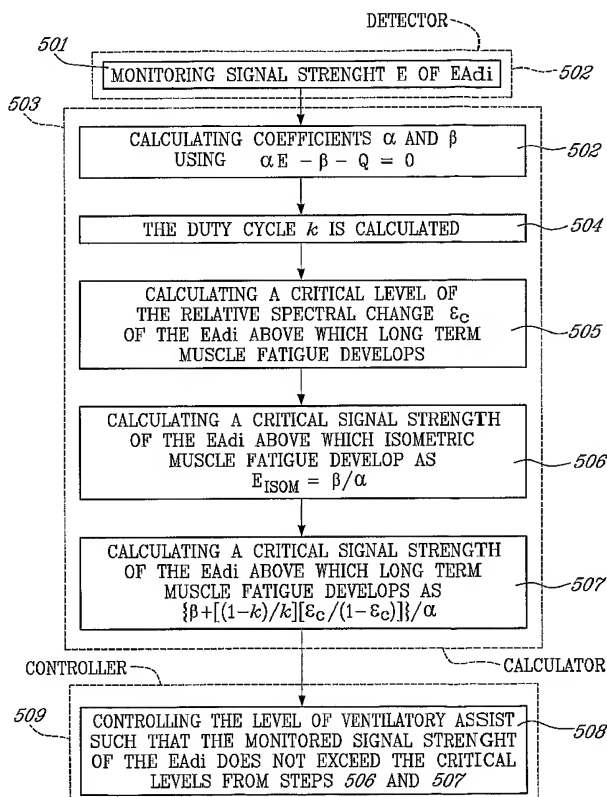 DETECTOR
501
MONITORING SIGNAL STRENGHT E OF EAdi
502
503
CALCULATING COEFFICIENTS α AND β
USING αE - β - Q = 0
502
THE DUTY CYCLE k IS CALCULATED
504
CALCULATING A CRITICAL LEVEL OF
THE RELATIVE SPECTRAL CHANGE εC
OF THE EAdi ABOVE WHICH LONG TERM
MUSCLE FATIGUE DEVELOPS
505
CALCULATING A CRITICAL SIGNAL STRENGTH
OF THE EAdi ABOVE WHICH ISOMETRIC
MUSCLE FATIGUE DEVELOP AS
EISOM = β/α
506
CALCULATING A CRITICAL SIGNAL STRENGTH
OF THE EAdi ABOVE WHICH LONG TERM
MUSCLE FATIGUE DEVELOPS AS
{β+[(1-k)/k][εC/(1-εC)]}/α
507
CONTROLLER
CALCULATOR
509
CONTROLLING THE LEVEL OF VENTILATORY ASSIST
SUCH THAT THE MONITORED SIGNAL STRENGHT
OF THE EAdi DOES NOT EXCEED THE CRITICAL
LEVELS FROM STEPS 506 AND 507
508